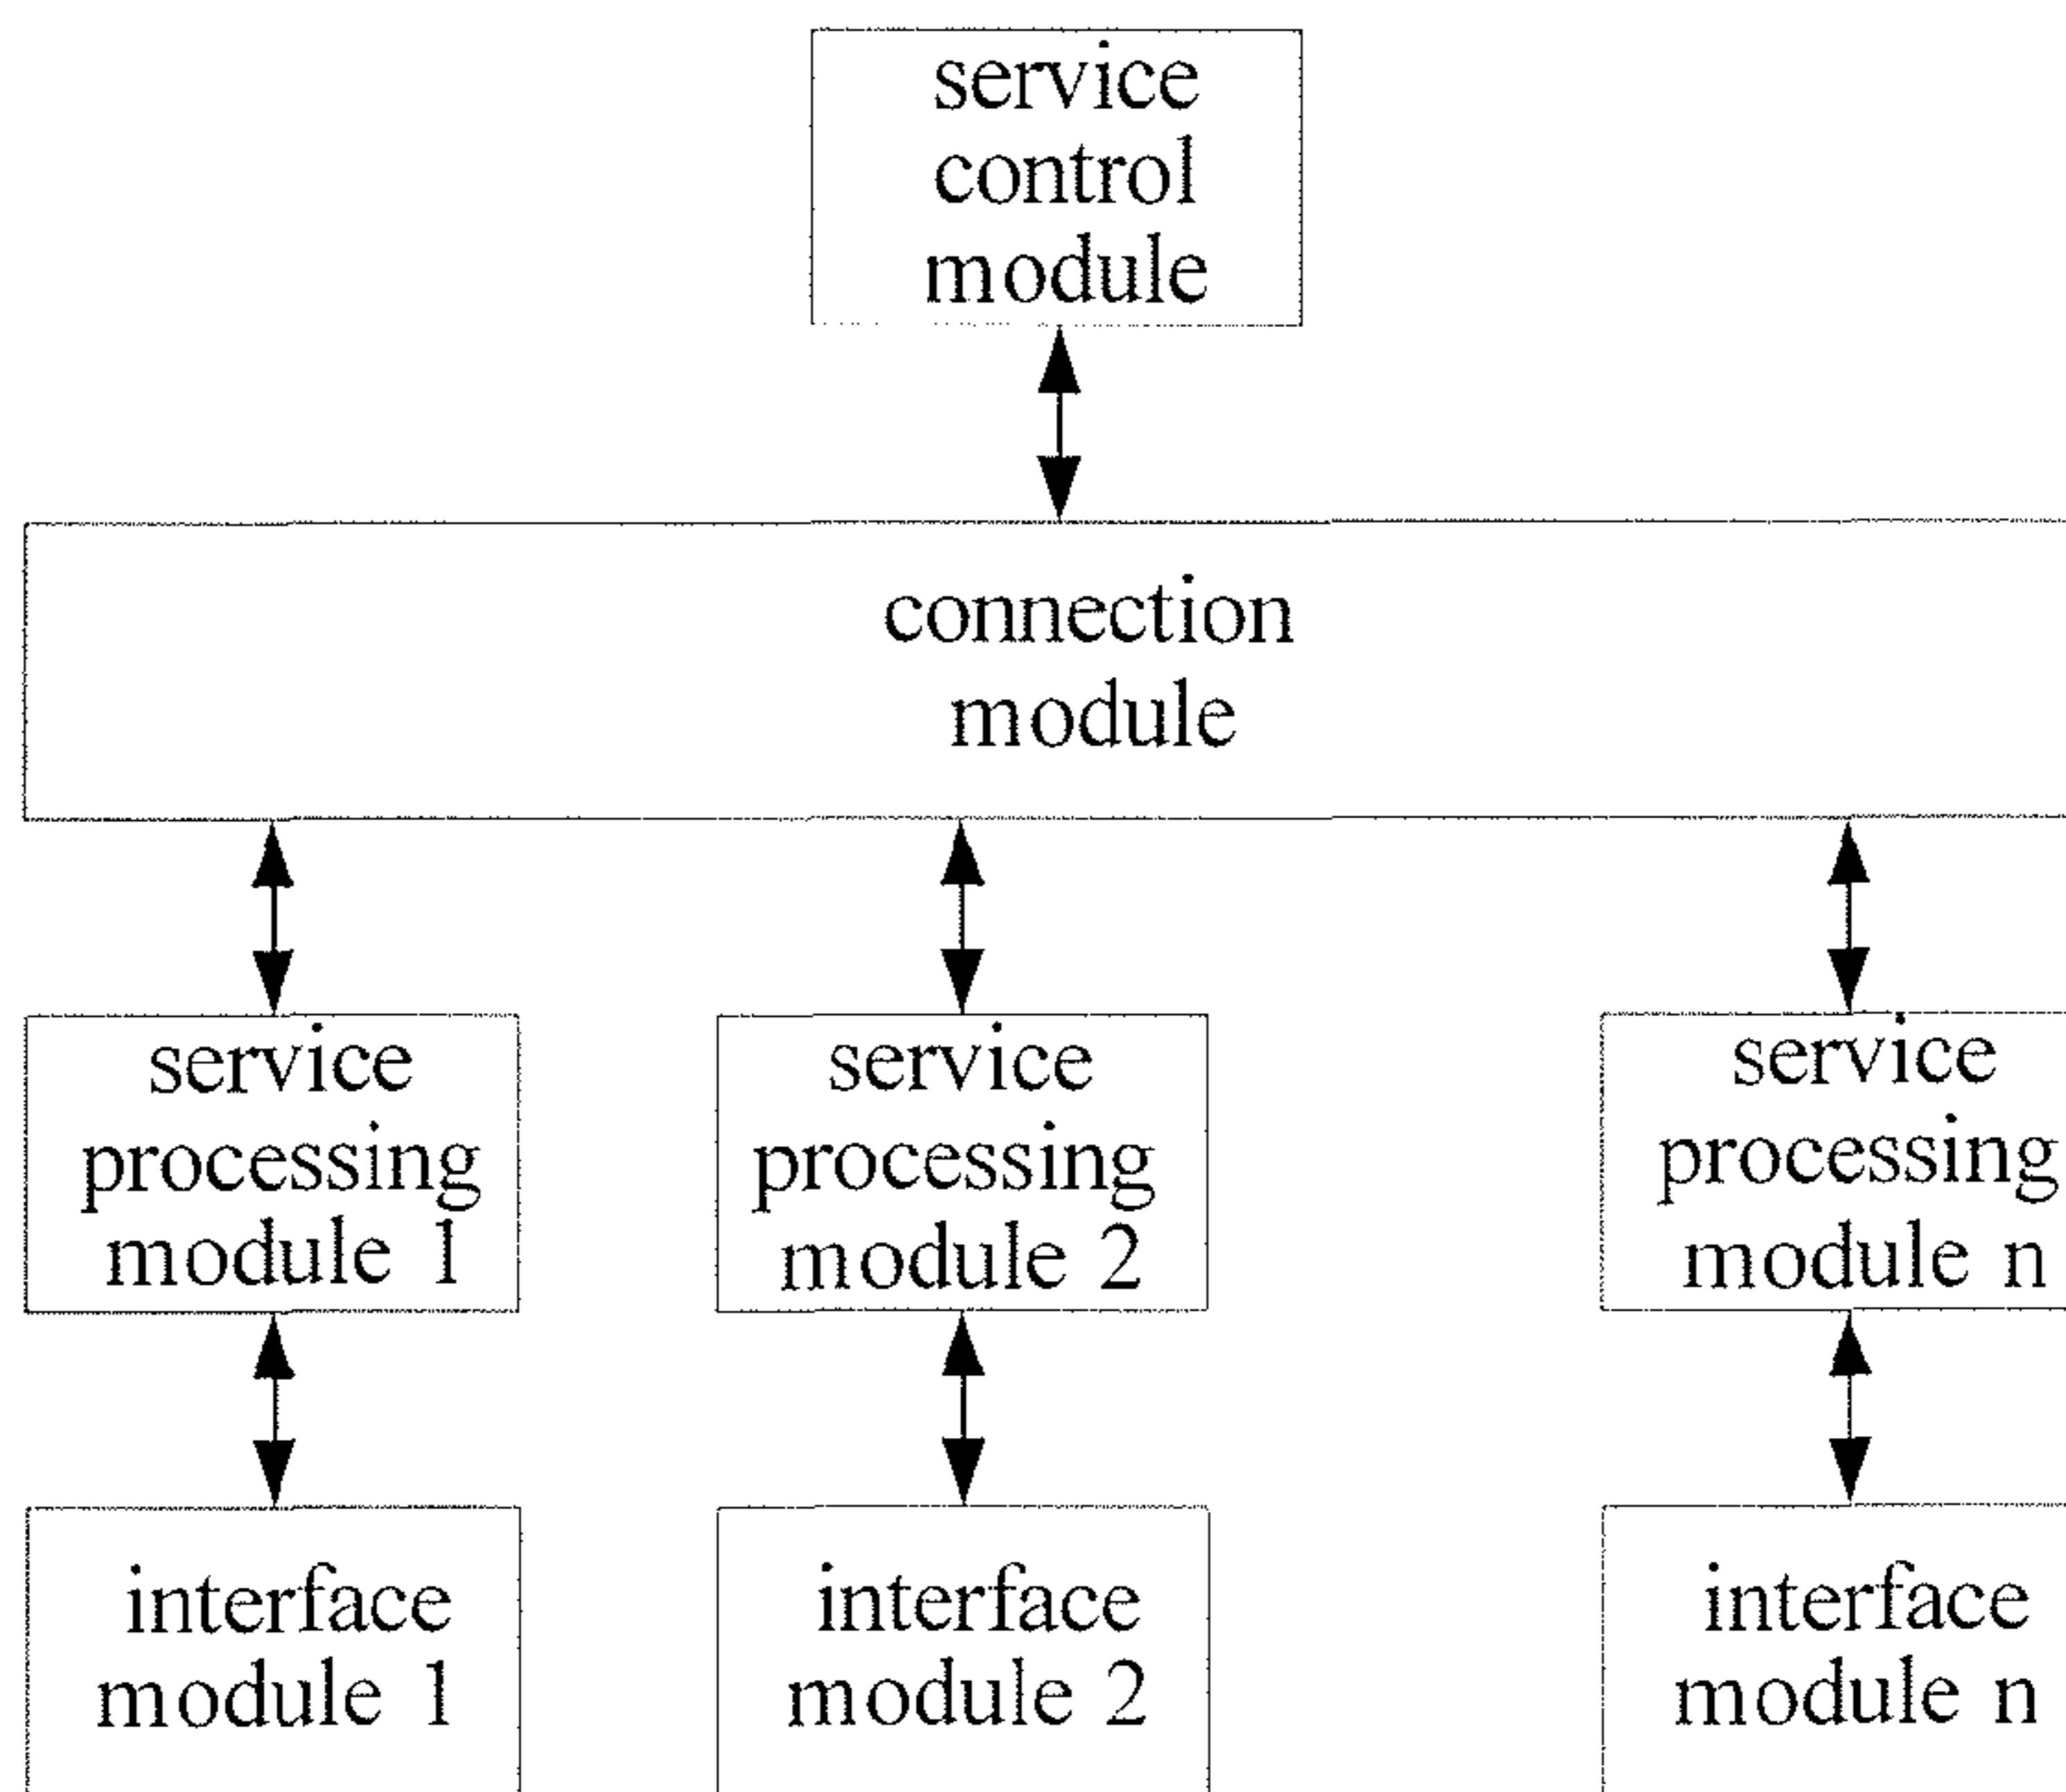 service
control
module
connection
module
service
processing
module 1
service
processing
module 2
service
processing
module n
interface
module 1
interface
module 2
interface
module n